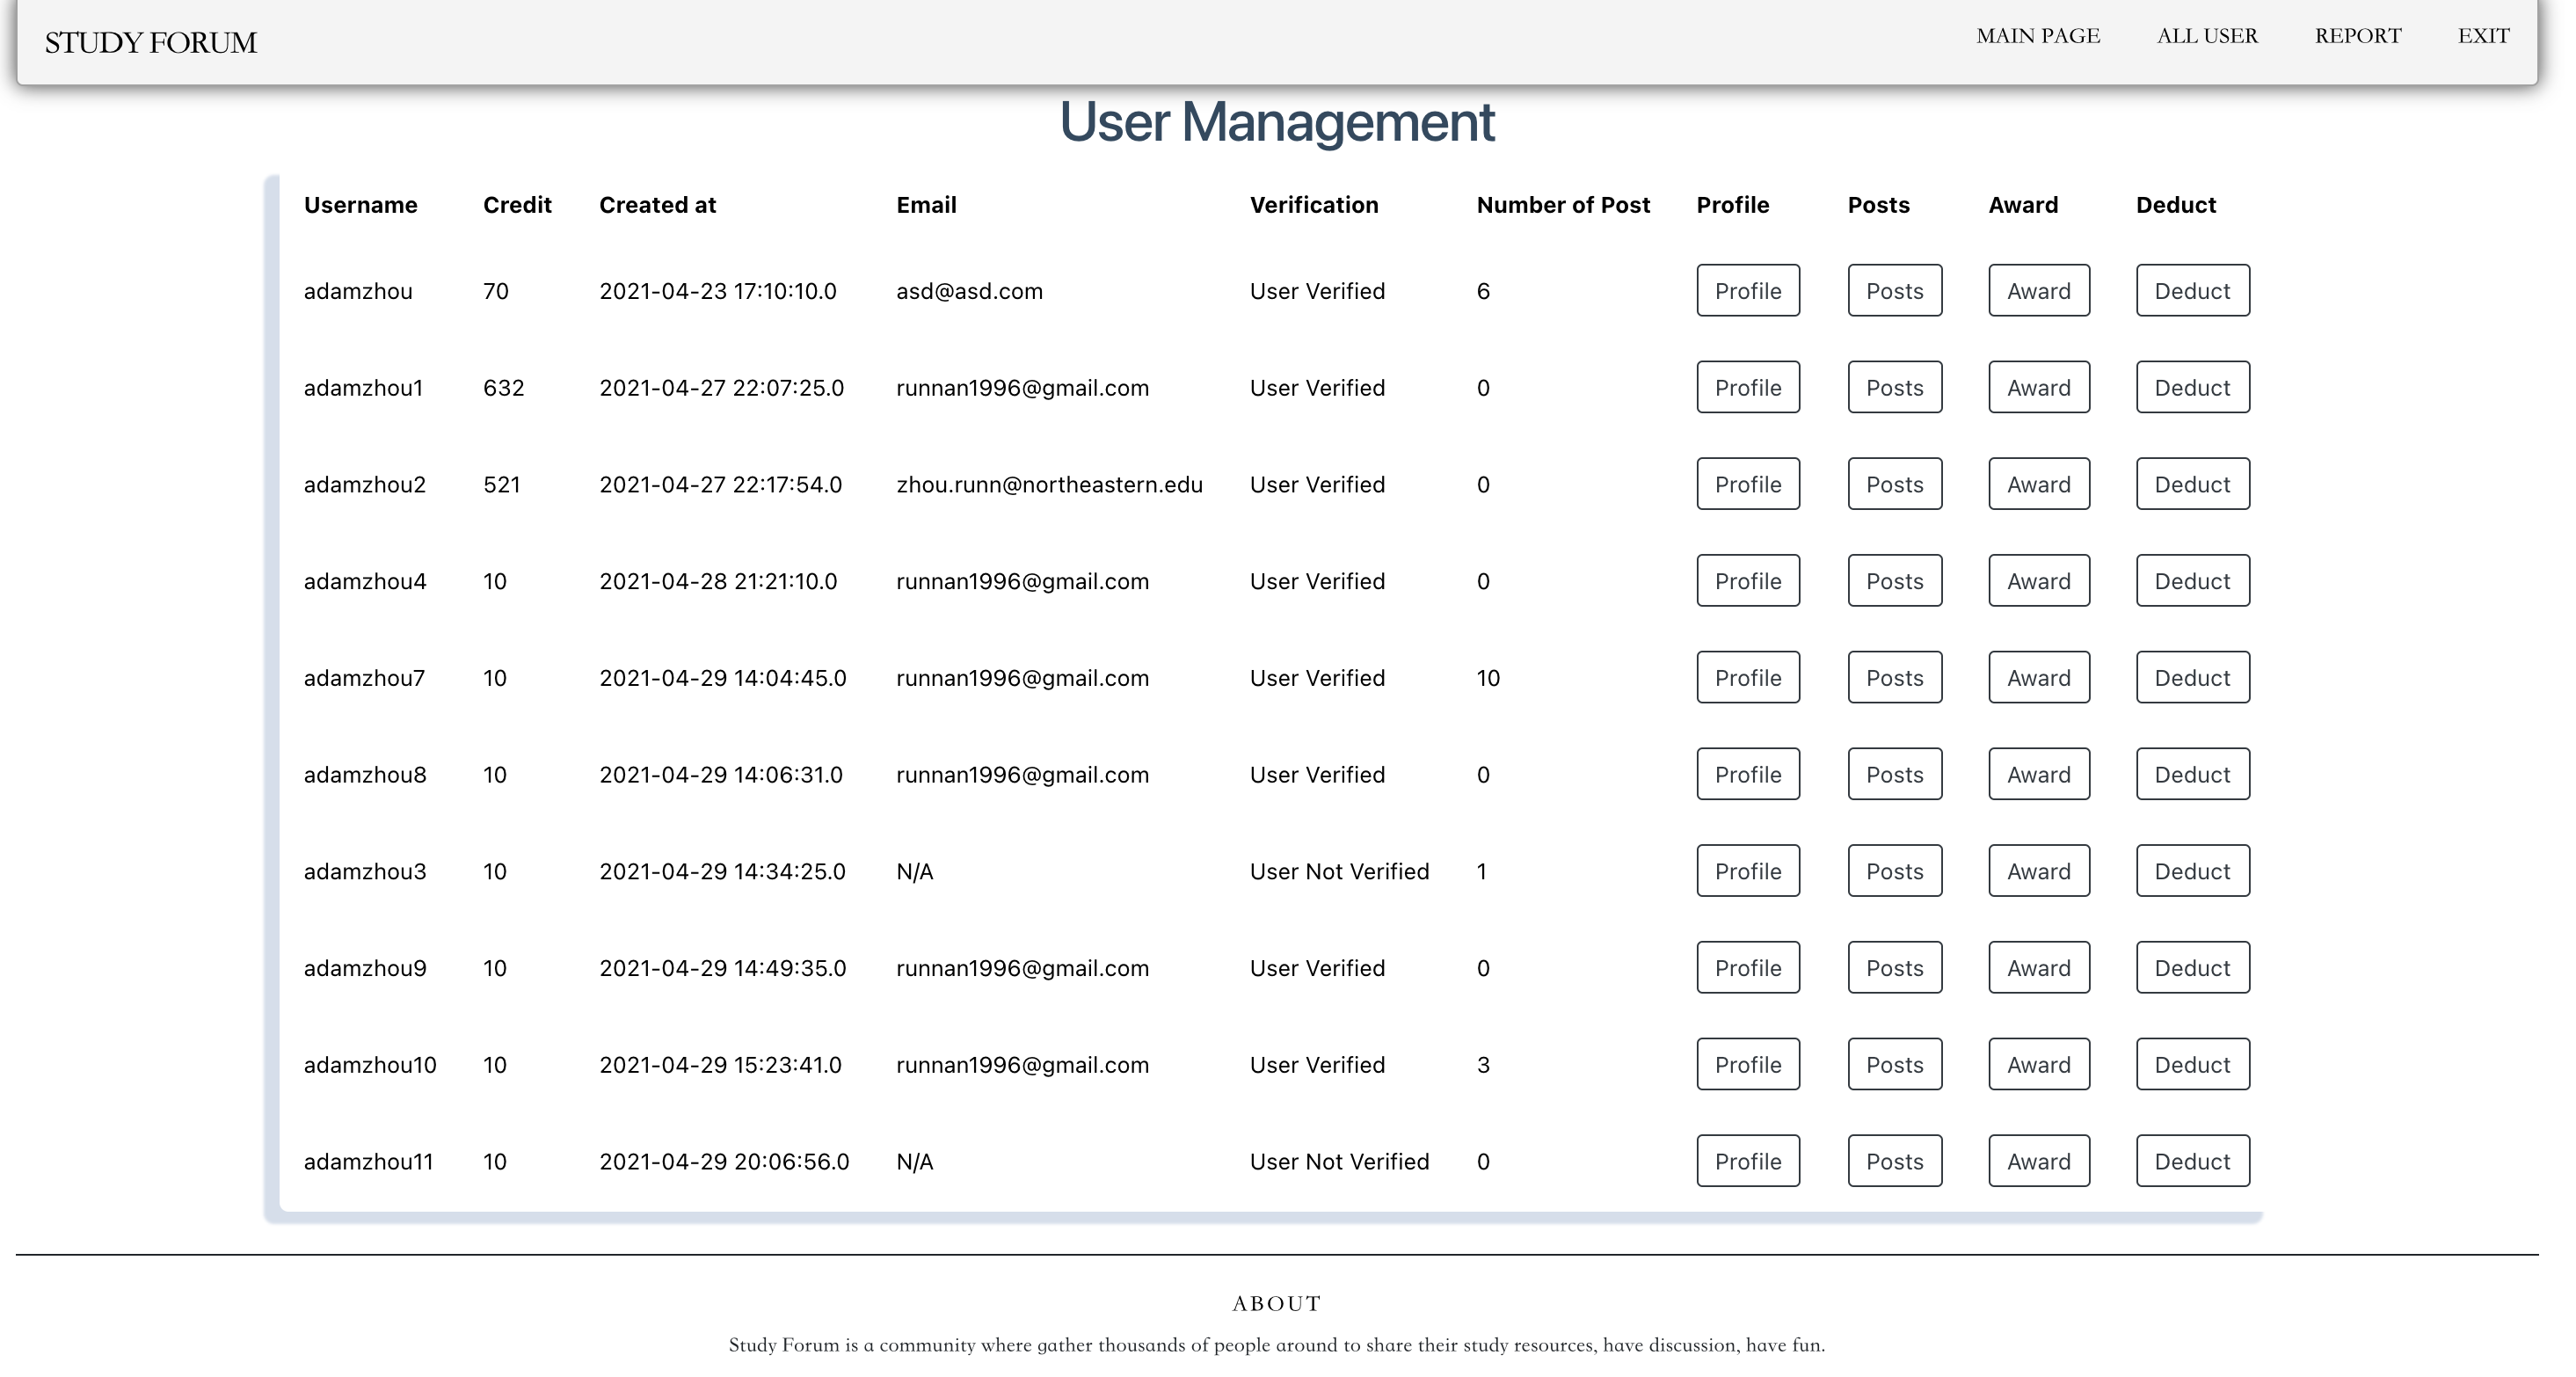 STUDY FORUM MAIN PAGE ALL USER REPORT EXIT
User Management
Username Credit Created at Email Verification Number of Post Profile Posts Award Deduct
adamzhou 70 2021-04-23 17:10:10.0 asd@asd.com User Verified 6 Profile Posts Award Deduct
adamzhou1 632 2021-04-27 22:07:25.0 runnan1996@gmail.com User Verified 0 Profile Posts Award Deduct
adamzhou2 521 2021-04-27 22:17:54.0 zhou.runn@northeastern.edu User Verified 0 Profile Posts Award Deduct
adamzhou4 10 2021-04-28 21:21:10.0 runnan1996@gmail.com User Verified 0 Profile Posts Award Deduct
adamzhou7 10 2021-04-29 14:04:45.0 runnan1996@gmail.com User Verified 10 Profile Posts Award Deduct
adamzhou8 10 2021-04-29 14:06:31.0 runnan1996@gmail.com User Verified 0 Profile Posts Award Deduct
adamzhou3 10 2021-04-29 14:34:25.0 N/A User Not Verified 1 Profile Posts Award Deduct
adamzhou9 10 2021-04-29 14:49:35.0 runnan1996@gmail.com User Verified 0 Profile Posts Award Deduct
adamzhou10 10 2021-04-29 15:23:41.0 runnan1996@gmail.com User Verified 3 Profile Posts Award Deduct
adamzhou11 10 2021-04-29 20:06:56.0 N/A User Not Verified 0 Profile Posts Award Deduct
ABOUT
Study Forum is a community where gather thousands of people around to share their study resources, have discussion, have fun.